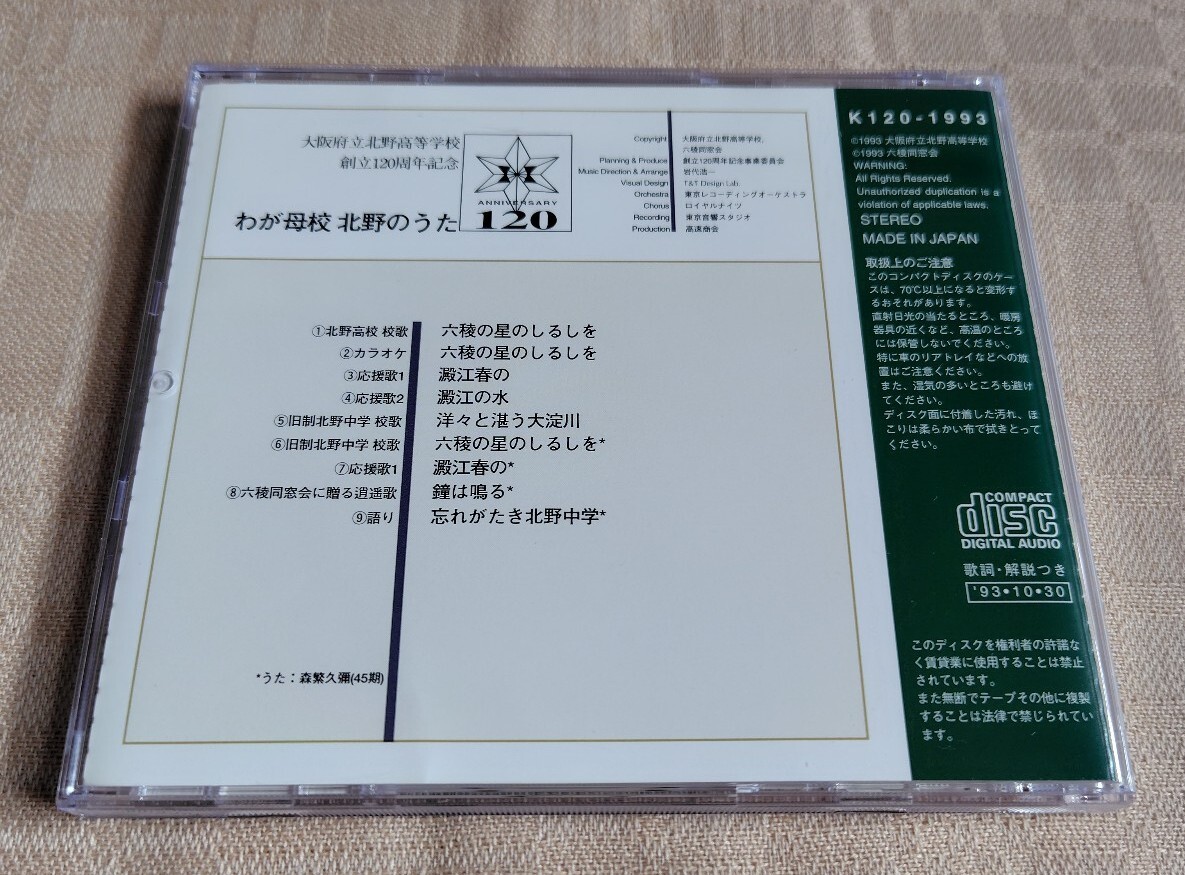 大阪府立北野高等学校
創立120周年記念
わが母校 北野のうた
ANNIVERSARY
120
Copyright 大阪府立北野高等学校,
六稜同窓会
Planning & Produce 創立120周年記念事業委員会
Music Direction & Arrange 岩代浩一
Visual Design T&T Design Lab.
Orchestra 東京レコーディングオーケストラ
Chorus ロイヤルナイツ
Recording 東京音響スタジオ
Production 高速商会
①北野高校 校歌 六稜の星のしるしを
②カラオケ 六稜の星のしるしを
③応援歌1 澱江春の
④応援歌2 澱江の水
⑤旧制北野中学 校歌 洋々と湛う大淀川
⑥旧制北野中学 校歌 六稜の星のしるしを*
⑦応援歌1 澱江春の*
⑧六稜同窓会に贈る逍遥歌 鐘は鳴る*
⑨語り 忘れがたき北野中学*
*うた：森繁久彌(45期)
K120-1993
©1993 大阪府立北野高等学校
©1993 六稜同窓会
WARNING:
All Rights Reserved.
Unauthorized duplication is a
violation of applicable laws.
STEREO
MADE IN JAPAN
取扱上のご注意
このコンパクトディスクのケー
スは、70℃以上になると変形す
るおそれがあります。
直射日光の当たるところ、暖房
器具の近くなど、高温のところ
には保管しないでください。
特に車のリアトレイなどへの放
置はご注意ください。
また、湿気の多いところも避け
てください。
ディスク面に付着した汚れ、ほ
こりは柔らかい布で拭きとって
ください。
COMPACT
disc
DIGITAL AUDIO
歌詞・解説つき
'93•10•30
このディスクを権利者の許諾な
く賃貸業に使用することは禁止
されています。
また無断でテープその他に複製
することは法律で禁じられてい
ます。